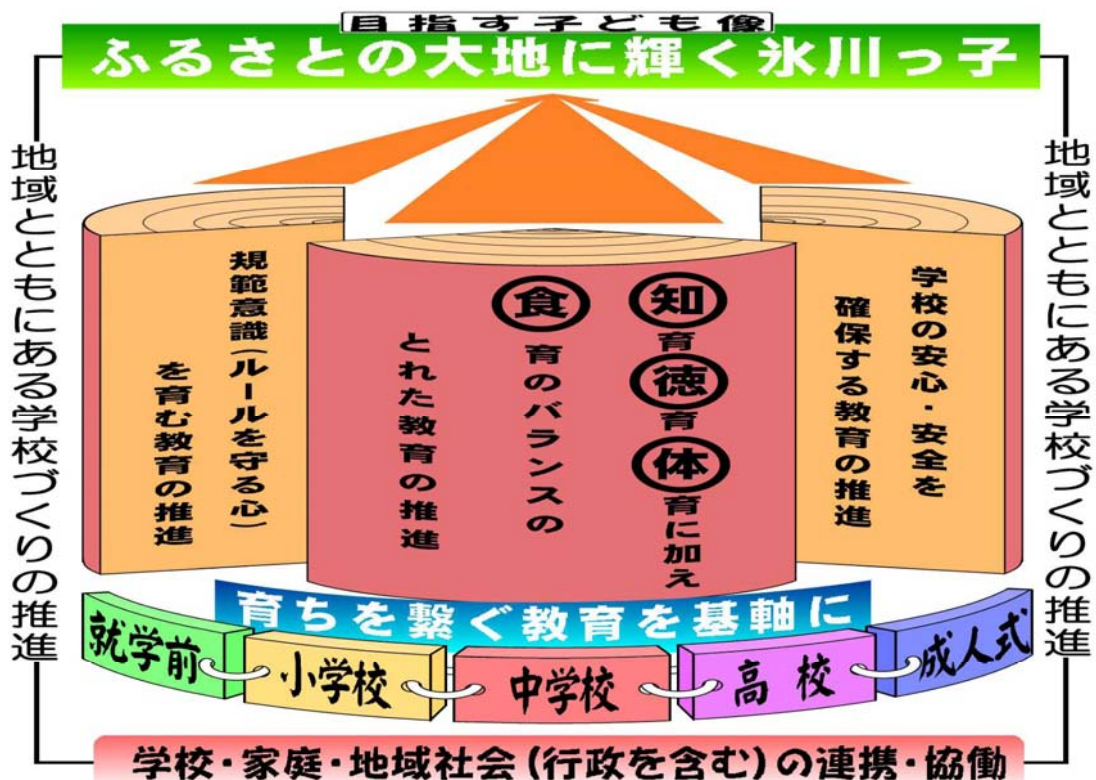 目指す子ども像
ふるさとの大地に輝く氷川っ子
地域とともにある学校づくりの推進
地域とともにある学校づくりの推進
学校の安心・安全を
確保する教育の推進
知育徳育体育に加え
食育のバランスの
とれた教育の推進
規範意識(ルールを守る心)
を育む教育の推進
育ちを繋ぐ教育を基軸に
就学前
小学校
中学校
高校
成人式
学校・家庭・地域社会(行政を含む)の連携・協働